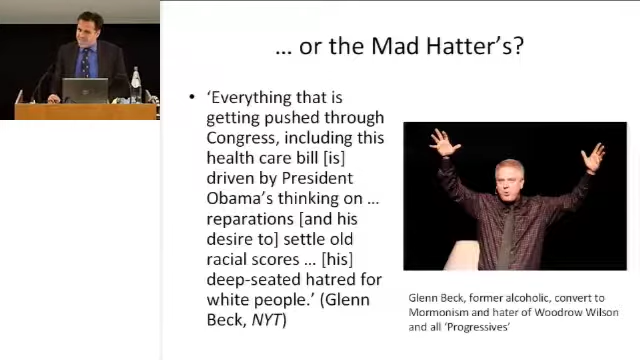 … or the Mad Hatter’s?
• ‘Everything that is
getting pushed through
Congress, including this
health care bill [is]
driven by President
Obama’s thinking on …
reparations [and his
desire to] settle old
racial scores … [his]
deep-seated hatred for
white people.’ (Glenn
Beck, NYT)
Glenn Beck, former alcoholic, convert to
Mormonism and hater of Woodrow Wilson
and all ‘Progressives’